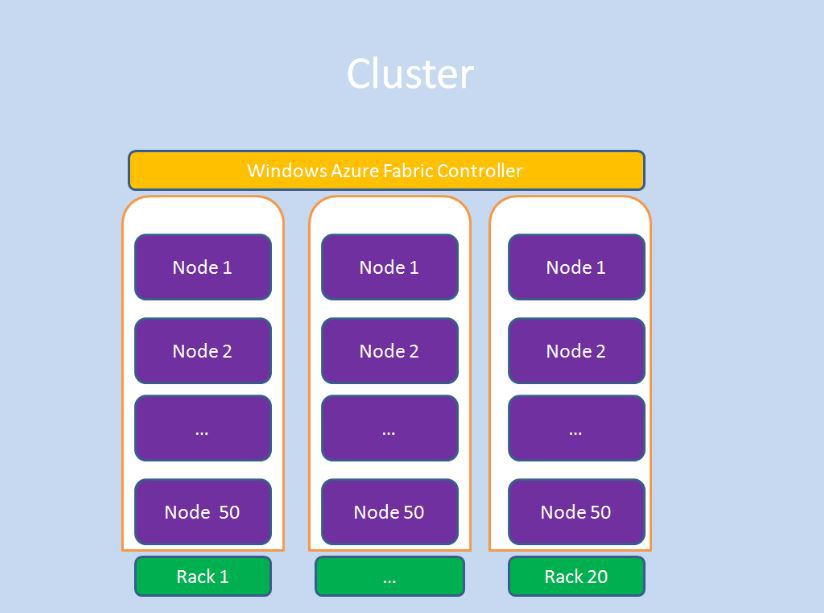 Cluster
Windows Azure Fabric Controller
Node 1
Node 1
Node 1
Node 2
Node 2
Node 2
...
...
...
Node 50
Node 50
Node 50
Rack 1
...
Rack 20